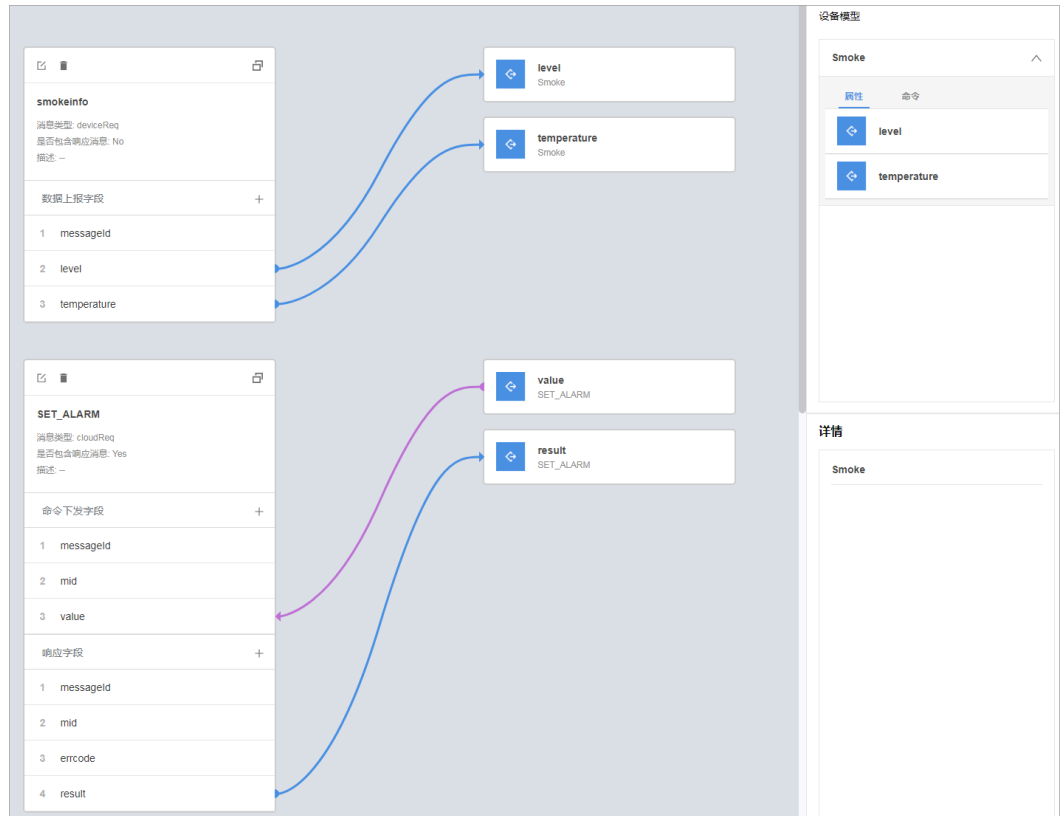 smokeinfo
消息类型: deviceReq
是否包含响应消息: No
描述: --
数据上报字段
1 messageId
2 level
3 temperature
level
Smoke
temperature
Smoke
SET_ALARM
消息类型: cloudReq
是否包含响应消息: Yes
描述: --
命令下发字段
1 messageId
2 mid
3 value
响应字段
1 messageId
2 mid
3 errcode
4 result
value
SET_ALARM
result
SET_ALARM
设备模型
Smoke
属性 命令
level
temperature
详情
Smoke